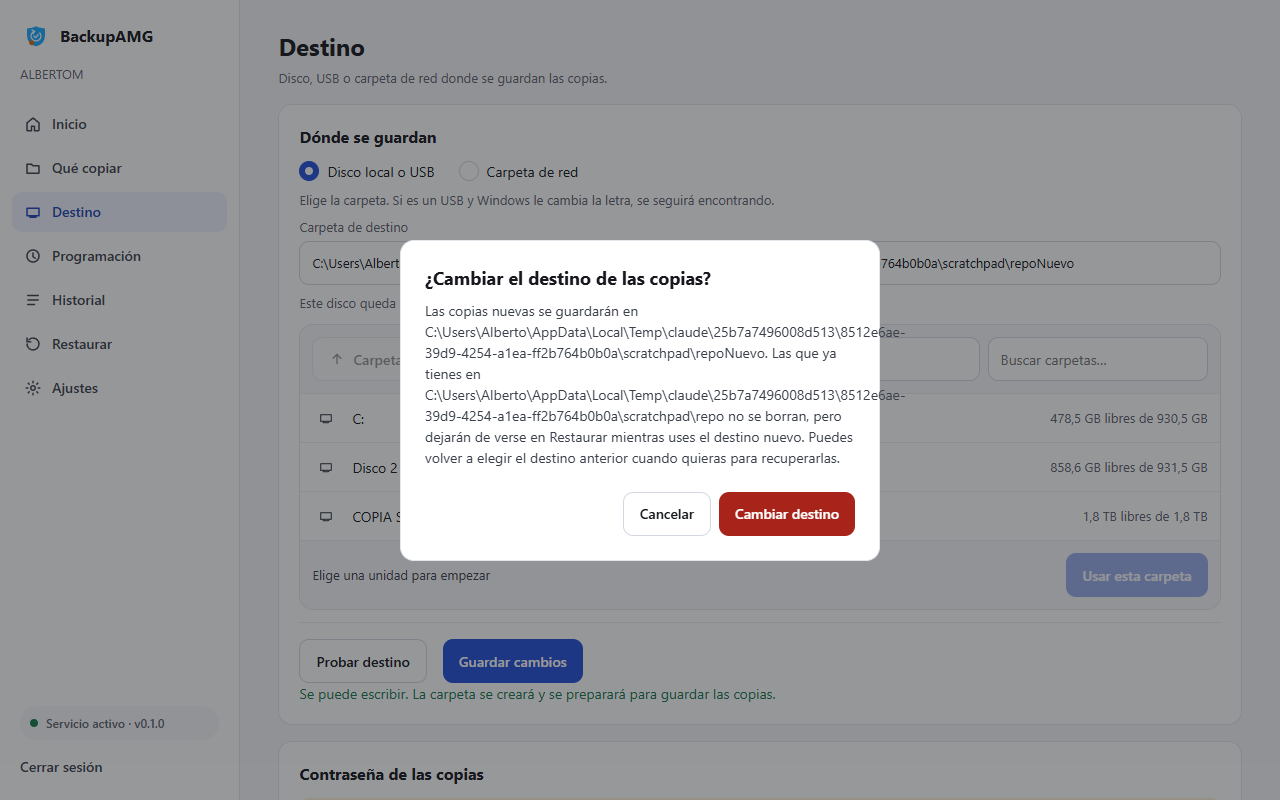 BackupAMG
ALBERTOM
Inicio
Qué copiar
Destino
Programación
Historial
Restaurar
Ajustes
Servicio activo · v0.1.0
Cerrar sesión
Destino
Disco, USB o carpeta de red donde se guardan las copias.
Dónde se guardan
Disco local o USB
Carpeta de red
Elige la carpeta. Si es un USB y Windows le cambia la letra, se seguirá encontrando.
Carpeta de destino
C:\Users\Albert
764b0b0a\scratchpad\repoNuevo
Este disco queda
Carpeta
Buscar carpetas...
C:
478,5 GB libres de 930,5 GB
Disco 2
858,6 GB libres de 931,5 GB
COPIA S
1,8 TB libres de 1,8 TB
Elige una unidad para empezar
Usar esta carpeta
Probar destino
Guardar cambios
Se puede escribir. La carpeta se creará y se preparará para guardar las copias.
Contraseña de las copias
¿Cambiar el destino de las copias?
Las copias nuevas se guardarán en
C:\Users\Alberto\AppData\Local\Temp\claude\25b7a7496008d513\8512e6ae-
39d9-4254-a1ea-ff2b764b0b0a\scratchpad\repoNuevo. Las que ya
tienes en
C:\Users\Alberto\AppData\Local\Temp\claude\25b7a7496008d513\8512e6ae-
39d9-4254-a1ea-ff2b764b0b0a\scratchpad\repo no se borran, pero
dejarán de verse en Restaurar mientras uses el destino nuevo. Puedes
volver a elegir el destino anterior cuando quieras para recuperarlas.
Cancelar
Cambiar destino